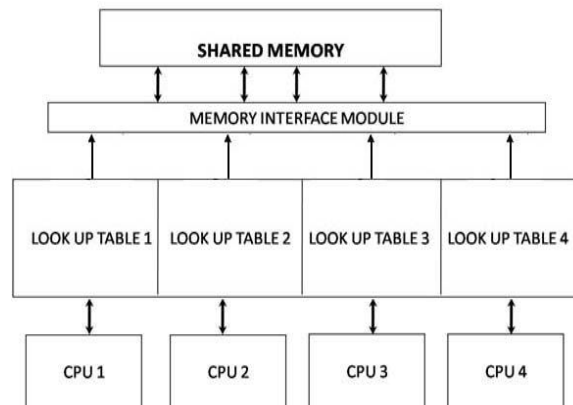 SHARED MEMORY
MEMORY INTERFACE MODULE
LOOK UP TABLE 1
LOOK UP TABLE 2
LOOK UP TABLE 3
LOOK UP TABLE 4
CPU 1
CPU 2
CPU 3
CPU 4